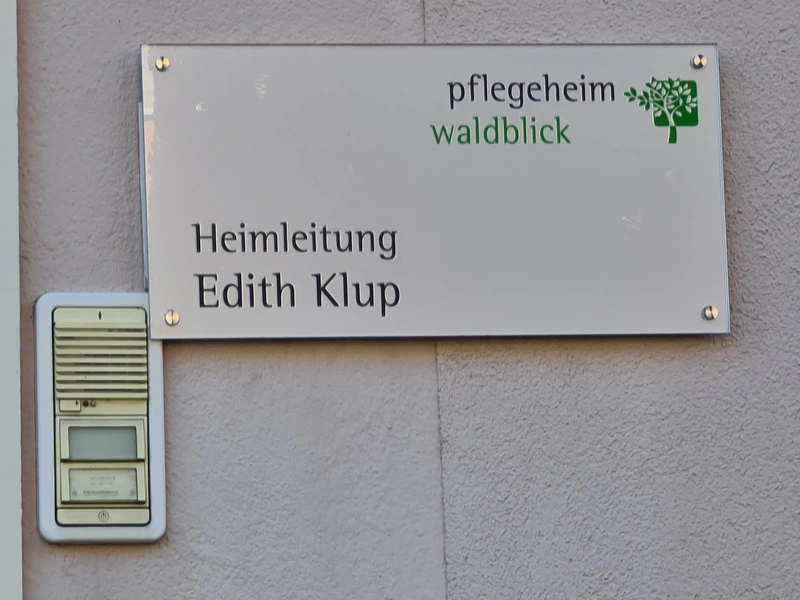 pflegeheim
waldblick
Heimleitung
Edith Klup